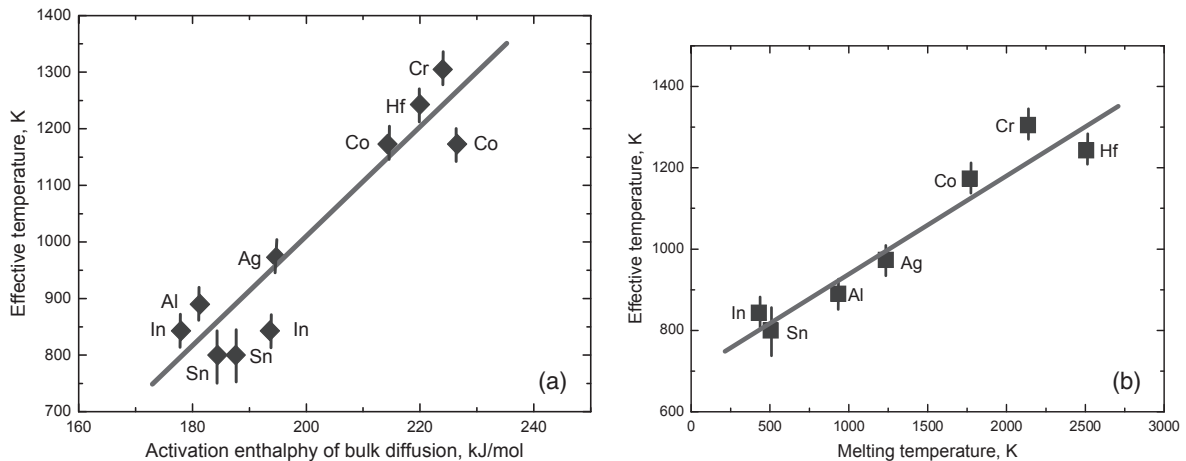 1400
1300
1200
1100
1000
900
800
700
160
180
200
220
240
Effective temperature, K
Activation enthalphy of bulk diffusion, kJ/mol
Cr
Hf
Co
Co
Ag
Al
In
In
Sn
Sn
(a)
1400
1200
1000
800
600
0
500
1000
1500
2000
2500
3000
Effective temperature, K
Melting temperature, K
Cr
Hf
Co
Ag
Al
In
Sn
(b)